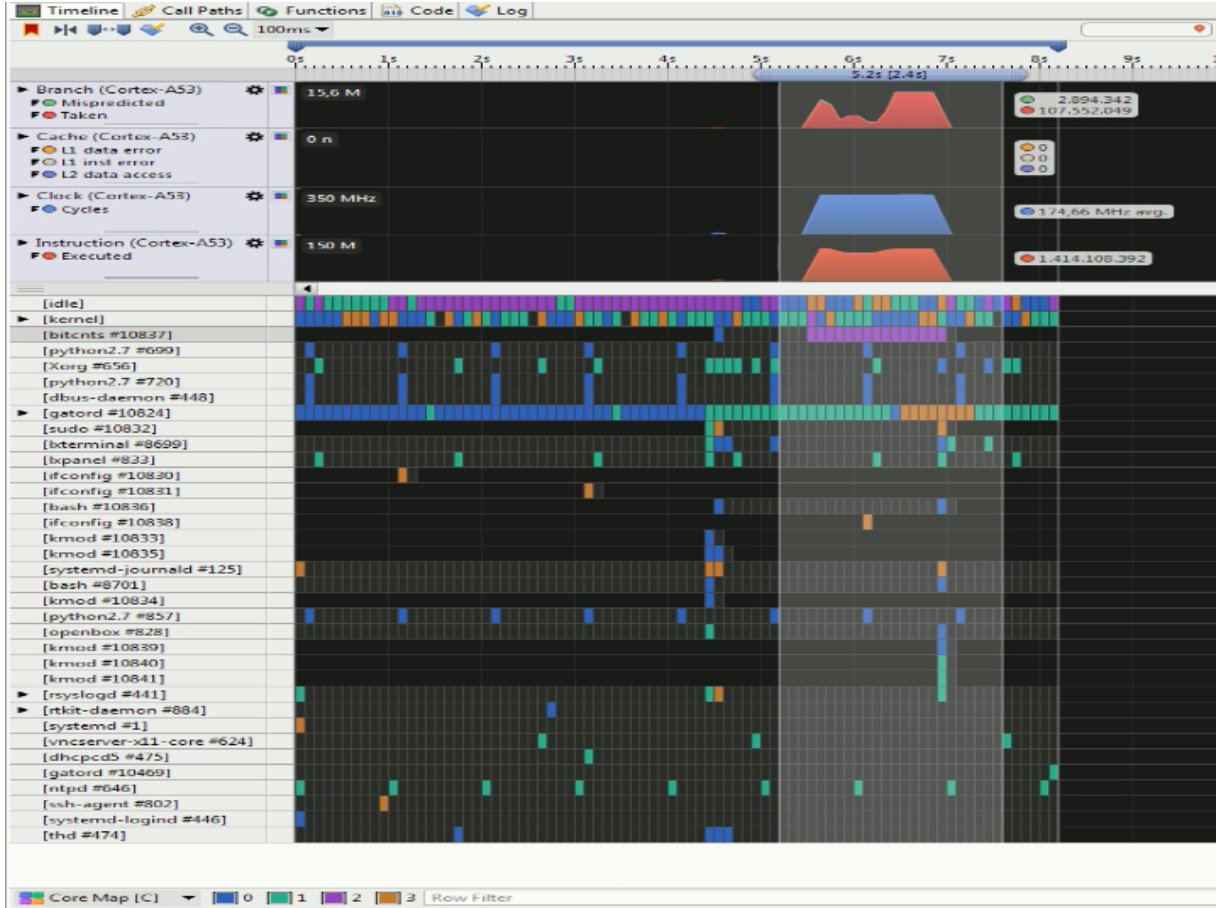 Timeline Call Paths Functions Code Log
100ms
0s 1s 2s 3s 4s 5s 6s 7s 8s 9s
5.2s [2.4s]
Branch (Cortex-A53)
Mispredicted
Taken
15,6 M
2.894.342
107.552.049
Cache (Cortex-A53)
L1 data error
L1 inst error
L2 data access
0 n
0
0
0
Clock (Cortex-A53)
Cycles
350 MHz
174,66 MHz avg.
Instruction (Cortex-A53)
Executed
150 M
1.414.108.392
[idle]
[kernel]
[bitcnts #10837]
[python2.7 #699]
[Xorg #656]
[python2.7 #720]
[dbus-daemon #448]
[gatord #10824]
[sudo #10832]
[lxterminal #8699]
[lxpanel #833]
[ifconfig #10830]
[ifconfig #10831]
[bash #10836]
[ifconfig #10838]
[kmod #10833]
[kmod #10835]
[systemd-journald #125]
[bash #8701]
[kmod #10834]
[python2.7 #857]
[openbox #828]
[kmod #10839]
[kmod #10840]
[kmod #10841]
[rsyslogd #441]
[rtkit-daemon #884]
[systemd #1]
[vncserver-x11-core #624]
[dhcpcd5 #475]
[gatord #10469]
[ntpd #646]
[ssh-agent #802]
[systemd-logind #446]
[thd #474]
Core Map [C] 0 1 2 3 Row Filter